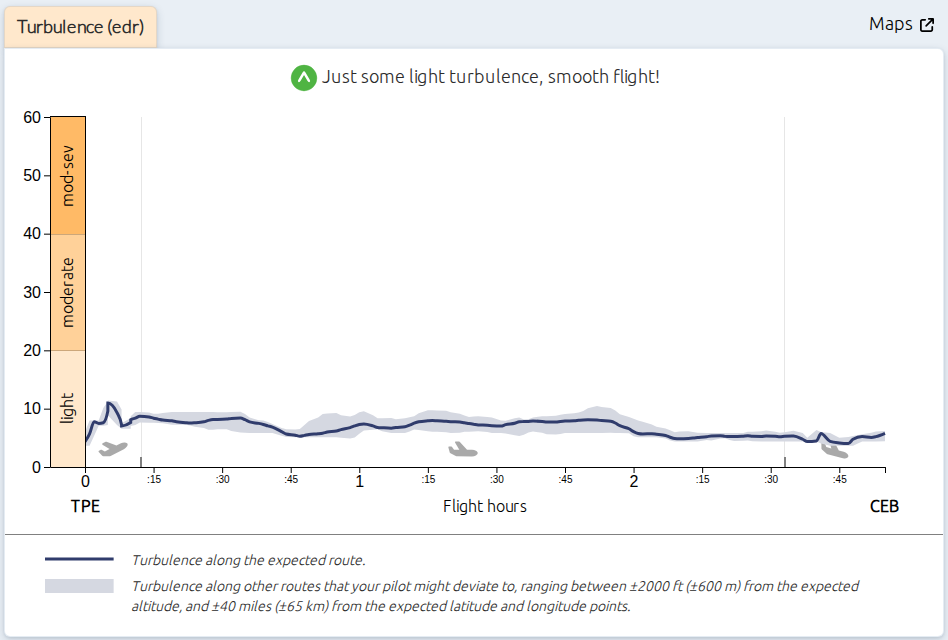 Turbulence (edr)
Maps
Just some light turbulence, smooth flight!
60
50
40
30
20
10
0
mod-sev
moderate
light
0 :15 :30 :45 1 :15 :30 :45 2 :15 :30 :45
TPE Flight hours CEB
Turbulence along the expected route.
Turbulence along other routes that your pilot might deviate to, ranging between ±2000 ft (±600 m) from the expected
altitude, and ±40 miles (±65 km) from the expected latitude and longitude points.